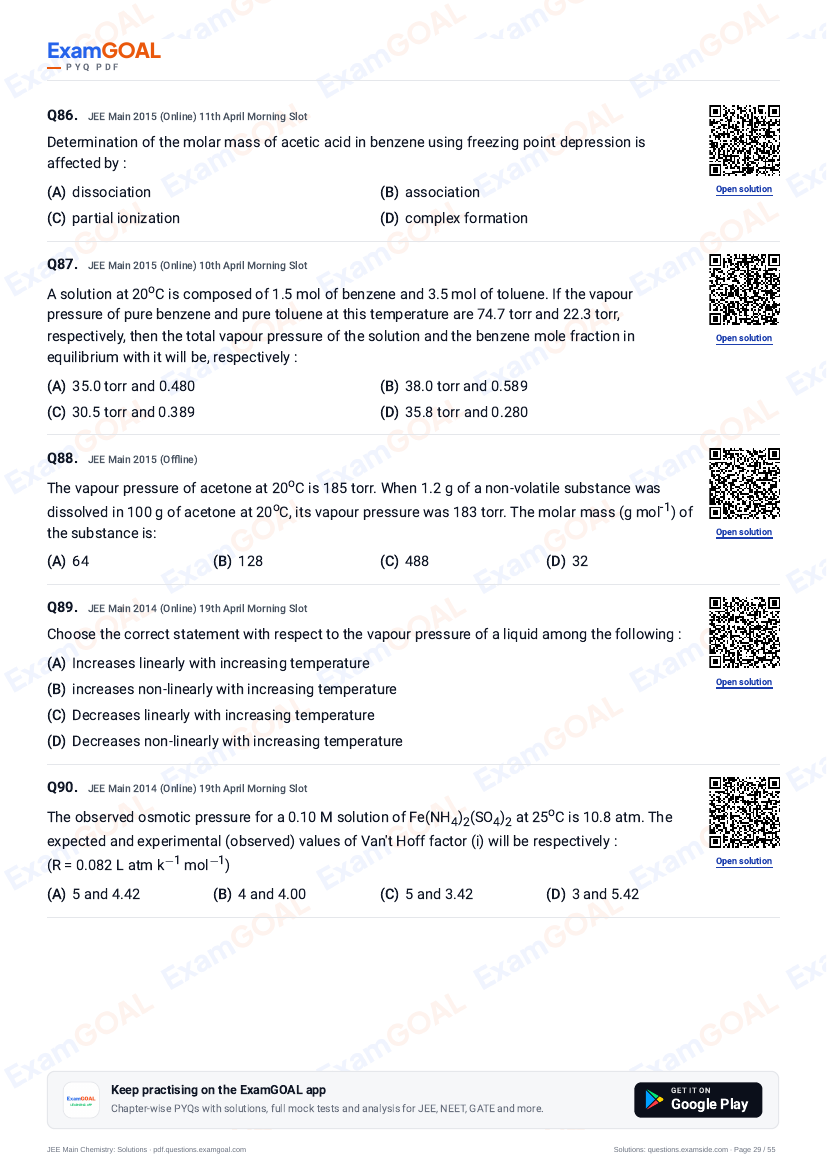 ExamGOAL
PYQ PDF
Q86. JEE Main 2015 (Online) 11th April Morning Slot
Determination of the molar mass of acetic acid in benzene using freezing point depression is
affected by :
(A) dissociation (B) association
(C) partial ionization (D) complex formation
Open solution
Q87. JEE Main 2015 (Online) 10th April Morning Slot
A solution at 20°C is composed of 1.5 mol of benzene and 3.5 mol of toluene. If the vapour
pressure of pure benzene and pure toluene at this temperature are 74.7 torr and 22.3 torr,
respectively, then the total vapour pressure of the solution and the benzene mole fraction in
equilibrium with it will be, respectively :
(A) 35.0 torr and 0.480 (B) 38.0 torr and 0.589
(C) 30.5 torr and 0.389 (D) 35.8 torr and 0.280
Open solution
Q88. JEE Main 2015 (Offline)
The vapour pressure of acetone at 20°C is 185 torr. When 1.2 g of a non-volatile substance was
dissolved in 100 g of acetone at 20°C, its vapour pressure was 183 torr. The molar mass (g mol⁻¹) of
the substance is:
(A) 64 (B) 128 (C) 488 (D) 32
Open solution
Q89. JEE Main 2014 (Online) 19th April Morning Slot
Choose the correct statement with respect to the vapour pressure of a liquid among the following :
(A) Increases linearly with increasing temperature
(B) increases non-linearly with increasing temperature
(C) Decreases linearly with increasing temperature
(D) Decreases non-linearly with increasing temperature
Open solution
Q90. JEE Main 2014 (Online) 19th April Morning Slot
The observed osmotic pressure for a 0.10 M solution of Fe(NH₄)₂(SO₄)₂ at 25°C is 10.8 atm. The
expected and experimental (observed) values of Van't Hoff factor (i) will be respectively :
(R = 0.082 L atm k⁻¹ mol⁻¹)
(A) 5 and 4.42 (B) 4 and 4.00 (C) 5 and 3.42 (D) 3 and 5.42
Open solution
ExamGOAL
Keep practising on the ExamGOAL app
Chapter-wise PYQs with solutions, full mock tests and analysis for JEE, NEET, GATE and more.
GET IT ON
Google Play
JEE Main Chemistry: Solutions · pdf.questions.examgoal.com Solutions: questions.examside.com · Page 29 / 55